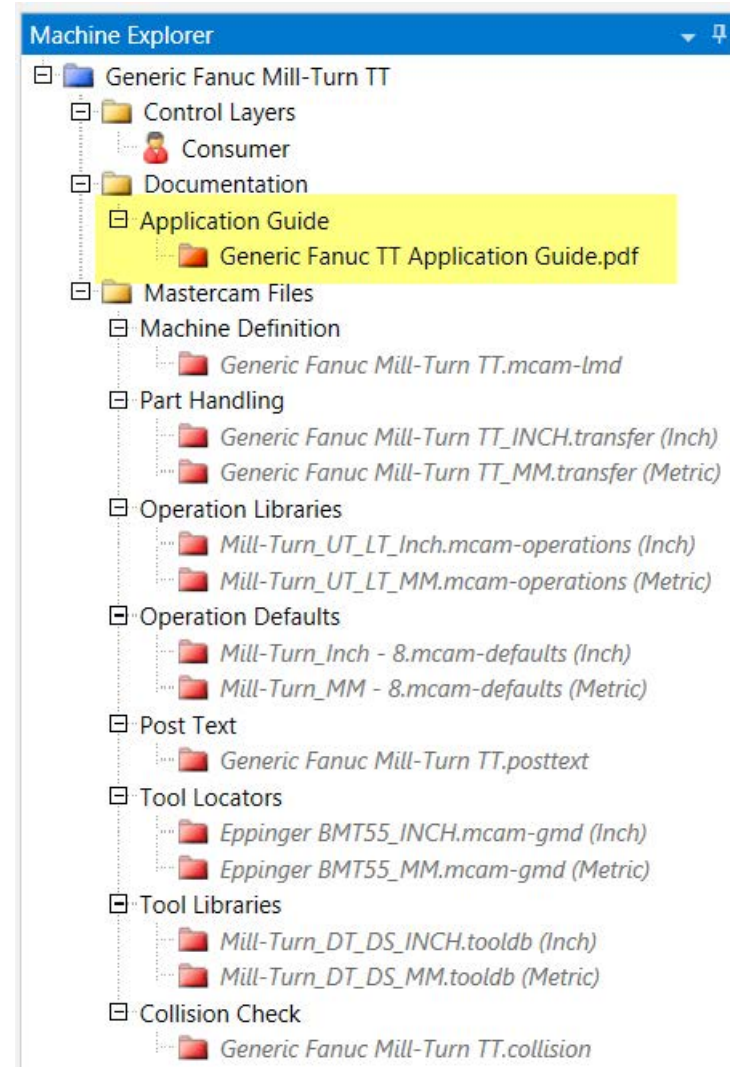 Machine Explorer
Generic Fanuc Mill-Turn TT
Control Layers
Consumer
Documentation
Application Guide
Generic Fanuc TT Application Guide.pdf
Mastercam Files
Machine Definition
Generic Fanuc Mill-Turn TT.mcam-lmd
Part Handling
Generic Fanuc Mill-Turn TT_INCH.transfer (Inch)
Generic Fanuc Mill-Turn TT_MM.transfer (Metric)
Operation Libraries
Mill-Turn_UT_LT_Inch.mcam-operations (Inch)
Mill-Turn_UT_LT_MM.mcam-operations (Metric)
Operation Defaults
Mill-Turn_Inch - 8.mcam-defaults (Inch)
Mill-Turn_MM - 8.mcam-defaults (Metric)
Post Text
Generic Fanuc Mill-Turn TT.posttext
Tool Locators
Eppinger BMT55_INCH.mcam-gmd (Inch)
Eppinger BMT55_MM.mcam-gmd (Metric)
Tool Libraries
Mill-Turn_DT_DS_INCH.tooldb (Inch)
Mill-Turn_DT_DS_MM.tooldb (Metric)
Collision Check
Generic Fanuc Mill-Turn TT.collision